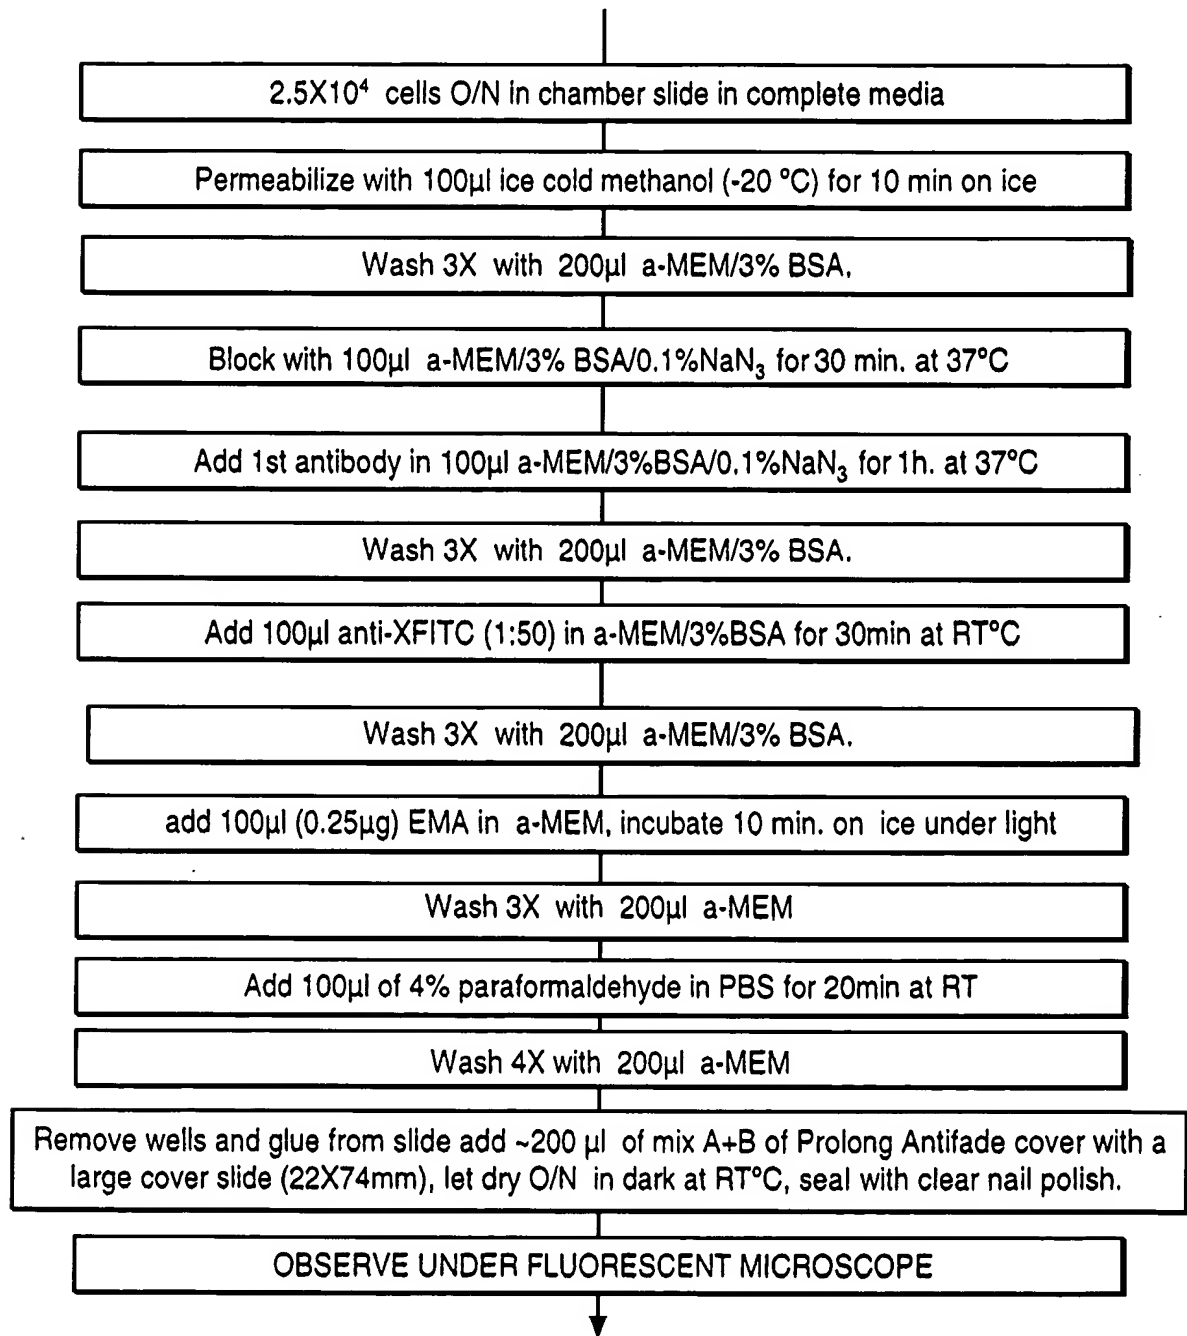 2.5X10⁴ cells O/N in chamber slide in complete media
Permeabilize with 100µl ice cold methanol (-20 ºC) for 10 min on ice
Wash 3X with 200µl a-MEM/3% BSA.
Block with 100µl a-MEM/3% BSA/0.1%NaN₃ for 30 min. at 37ºC
Add 1st antibody in 100µl a-MEM/3%BSA/0.1%NaN₃ for 1h. at 37ºC
Wash 3X with 200µl a-MEM/3% BSA.
Add 100µl anti-XFITC (1:50) in a-MEM/3%BSA for 30min at RTºC
Wash 3X with 200µl a-MEM/3% BSA.
add 100µl (0.25µg) EMA in a-MEM, incubate 10 min. on ice under light
Wash 3X with 200µl a-MEM
Add 100µl of 4% paraformaldehyde in PBS for 20min at RT
Wash 4X with 200µl a-MEM
Remove wells and glue from slide add ~200 µl of mix A+B of Prolong Antifade cover with a
large cover slide (22X74mm), let dry O/N in dark at RTºC, seal with clear nail polish.
OBSERVE UNDER FLUORESCENT MICROSCOPE